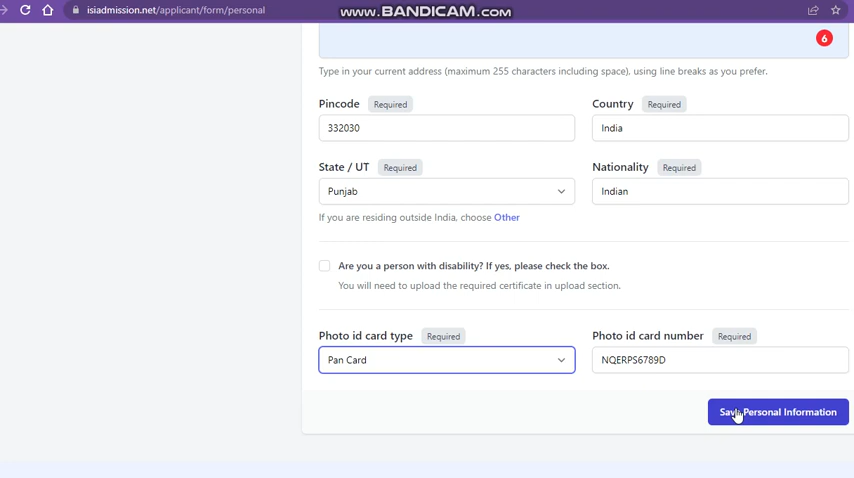 isiadmission.net/applicant/form/personal
www.BANDICAM.com
6
Type in your current address (maximum 255 characters including space), using line breaks as you prefer.
Pincode Required Country Required
332030 India
State / UT Required Nationality Required
Punjab Indian
If you are residing outside India, choose Other
Are you a person with disability? If yes, please check the box.
You will need to upload the required certificate in upload section.
Photo id card type Required Photo id card number Required
Pan Card NQERPS6789D
Save Personal Information